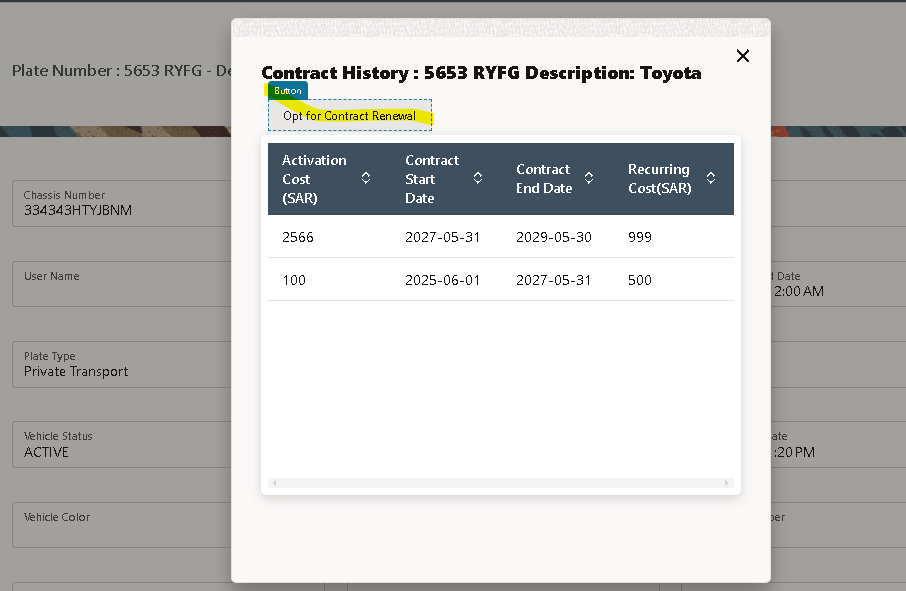 Plate Number : 5653 RYFG - De
Contract History : 5653 RYFG Description: Toyota
Button
Opt for Contract Renewal
Activation Cost (SAR)
Contract Start Date
Contract End Date
Recurring Cost(SAR)
2566 2027-05-31 2029-05-30 999
100 2025-06-01 2027-05-31 500
Chassis Number
334343HTYJBNM
User Name
d Date
2:00 AM
Plate Type
Private Transport
Vehicle Status
ACTIVE
ate
:20 PM
Vehicle Color
ber